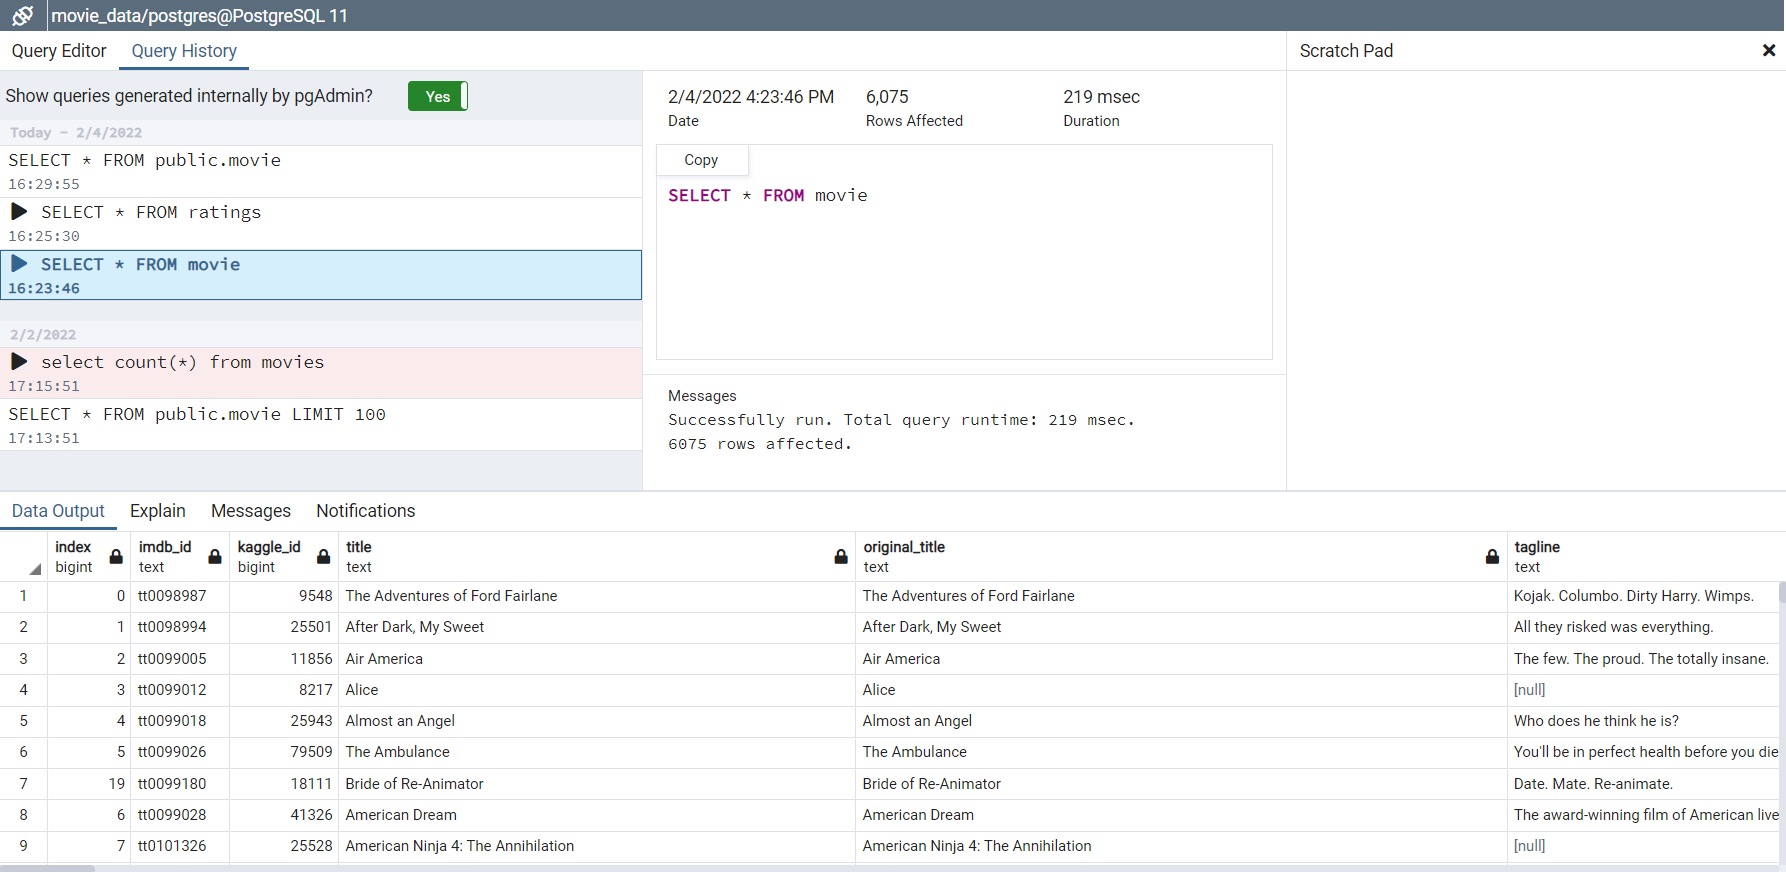 movie_data/postgres@PostgreSQL 11
Query Editor Query History
Scratch Pad
Show queries generated internally by pgAdmin? Yes
Today - 2/4/2022
SELECT * FROM public.movie
16:29:55
SELECT * FROM ratings
16:25:30
SELECT * FROM movie
16:23:46
2/2/2022
select count(*) from movies
17:15:51
SELECT * FROM public.movie LIMIT 100
17:13:51
2/4/2022 4:23:46 PM 6,075 219 msec
Date Rows Affected Duration
Copy
SELECT * FROM movie
Messages
Successfully run. Total query runtime: 219 msec.
6075 rows affected.
Data Output Explain Messages Notifications
index imdb_id kaggle_id title original_title tagline
bigint text bigint text text text
1 0 tt0098987 9548 The Adventures of Ford Fairlane The Adventures of Ford Fairlane Kojak. Columbo. Dirty Harry. Wimps.
2 1 tt0098994 25501 After Dark, My Sweet After Dark, My Sweet All they risked was everything.
3 2 tt0099005 11856 Air America Air America The few. The proud. The totally insane.
4 3 tt0099012 8217 Alice Alice [null]
5 4 tt0099018 25943 Almost an Angel Almost an Angel Who does he think he is?
6 5 tt0099026 79509 The Ambulance The Ambulance You'll be in perfect health before you die
7 19 tt0099180 18111 Bride of Re-Animator Bride of Re-Animator Date. Mate. Re-animate.
8 6 tt0099028 41326 American Dream American Dream The award-winning film of American live
9 7 tt0101326 25528 American Ninja 4: The Annihilation American Ninja 4: The Annihilation [null]